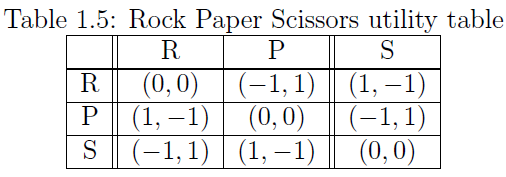 Table 1.5: Rock Paper Scissors utility table
R P S
R (0,0) (−1,1) (1,−1)
P (1,−1) (0,0) (−1,1)
S (−1,1) (1,−1) (0,0)